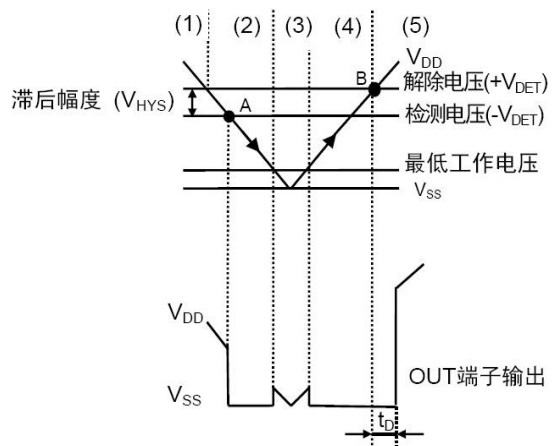 (1) (2) (3) (4) (5)
VDD
B 解除电压(+VDET)
滞后幅度 (VHYS) A 检测电压(-VDET)
最低工作电压
VSS
VDD
OUT端子输出
VSS
tD